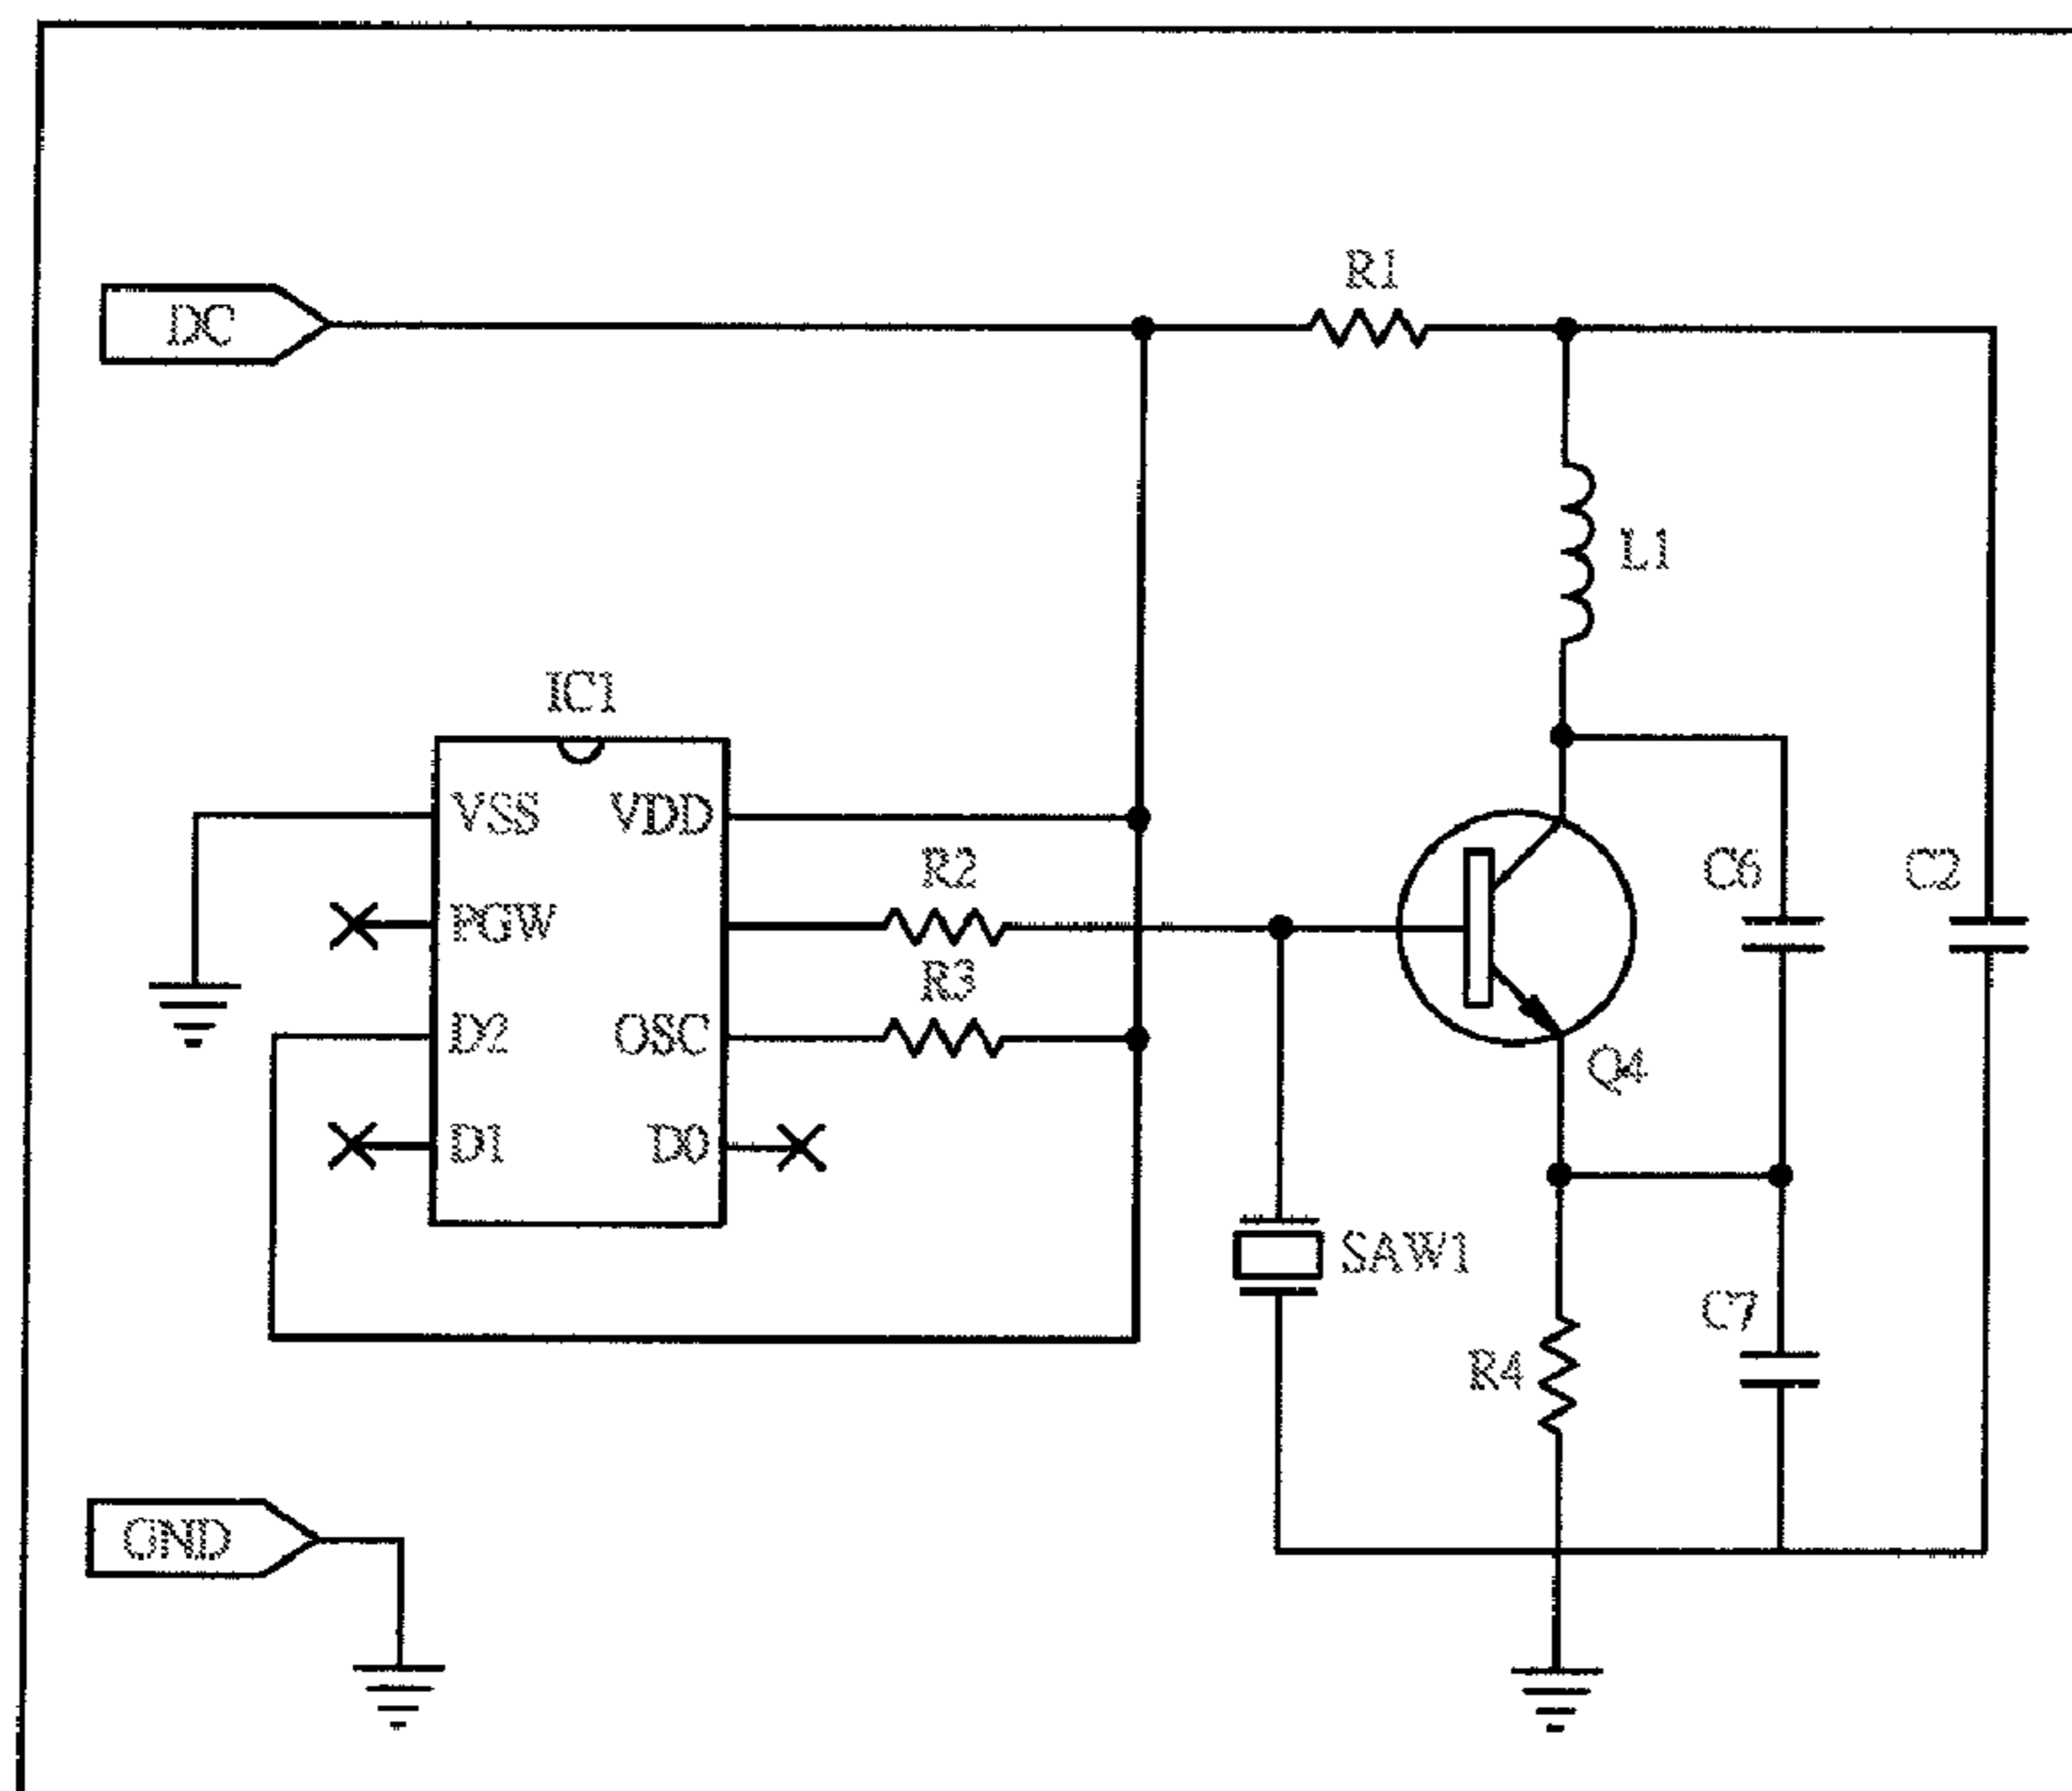 R1
DC
L1
IC1
VSS VDD
R2
C6 C2
PGW
R3
D2 OSC
Q4
D1 D0
SAW1
C7
R4
GND